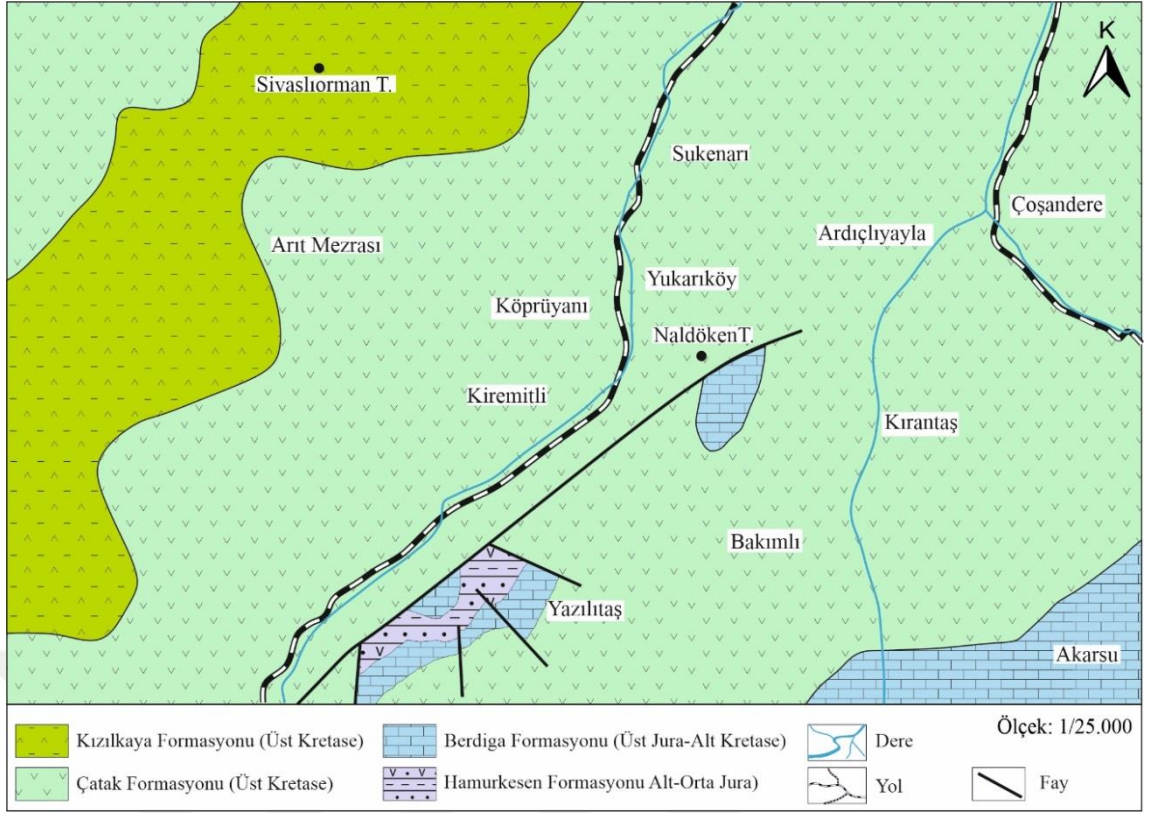 K
Sivaslıorman T.
Sukenarı
Çoşandere
Ardıçlıyayla
Arıt Mezrası
Yukarıköy
Köprüyanı
NaldökenT.
Kiremitli
Kırantaş
Bakımlı
Yazılıtaş
Akarsu
Kızılkaya Formasyonu (Üst Kretase)
Berdiga Formasyonu (Üst Jura-Alt Kretase)
Dere
Ölçek: 1/25.000
Çatak Formasyonu (Üst Kretase)
Hamurkesen Formasyonu Alt-Orta Jura)
Yol
Fay